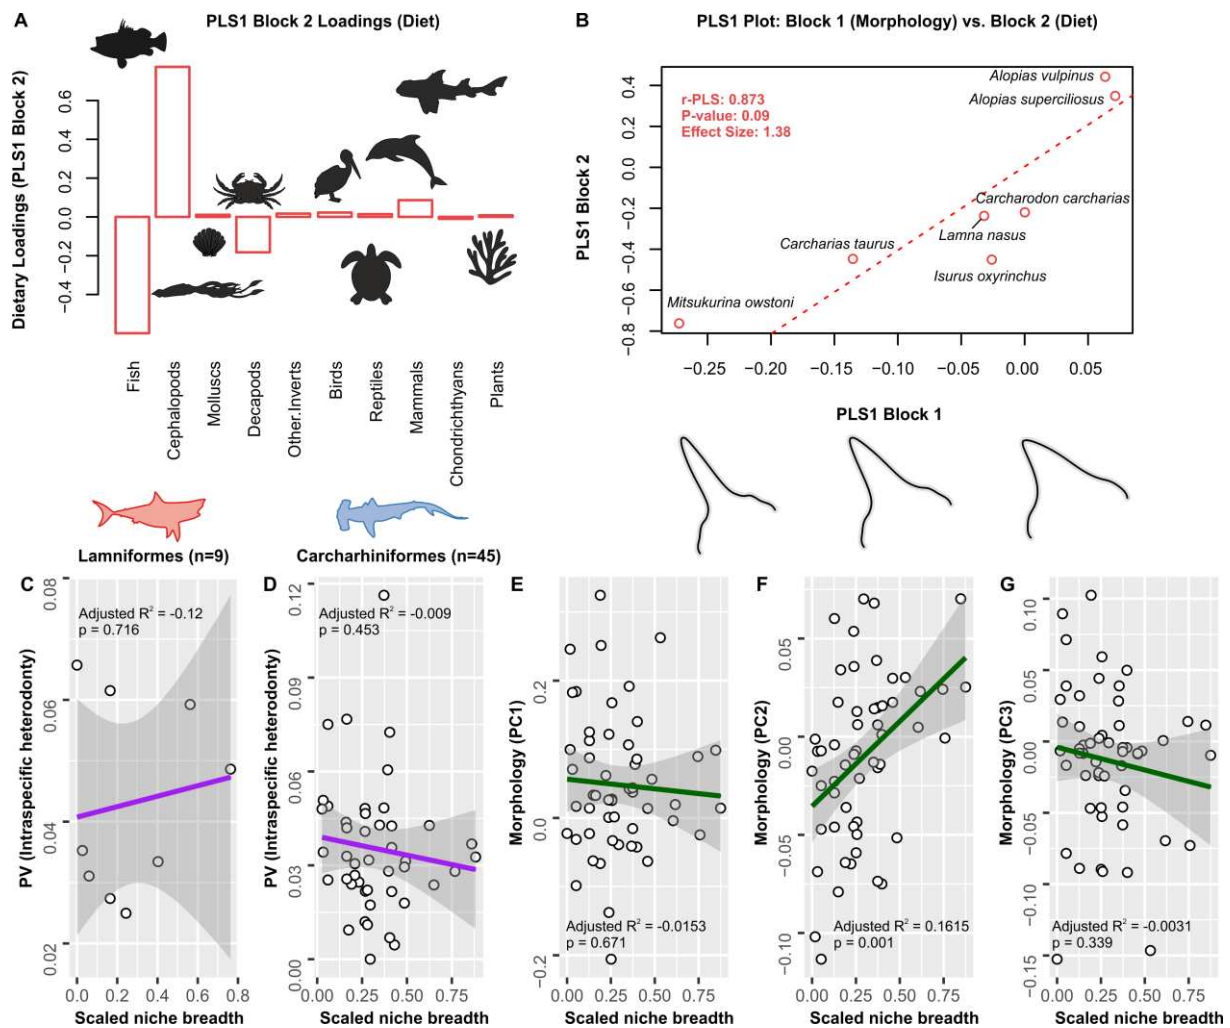 A
PLS1 Block 2 Loadings (Diet)
Dietary Loadings (PLS1 Block 2)
0.6
0.4
0.2
0.0
−0.2
−0.4
Fish
Cephalopods
Molluscs
Decapods
Other.Inverts
Birds
Reptiles
Mammals
Chondrichthyans
Plants
B
PLS1 Plot: Block 1 (Morphology) vs. Block 2 (Diet)
PLS1 Block 2
0.4
0.2
0.0
−0.2
−0.4
−0.6
−0.8
r-PLS: 0.873
P-value: 0.09
Effect Size: 1.38
Alopias vulpinus
Alopias superciliosus
Carcharodon carcharias
Lamna nasus
Carcharias taurus
Isurus oxyrinchus
Mitsukurina owstoni
−0.25
−0.20
−0.15
−0.10
−0.05
0.00
0.05
PLS1 Block 1
Lamniformes (n=9)
Carcharhiniformes (n=45)
C
PV (Intraspecific heterodonty)
0.08
0.06
0.04
0.02
Adjusted R² = -0.12
p = 0.716
0.0
0.2
0.4
0.6
0.8
Scaled niche breadth
D
PV (Intraspecific heterodonty)
0.12
0.09
0.06
0.03
0.00
Adjusted R² = -0.009
p = 0.453
0.00
0.25
0.50
0.75
Scaled niche breadth
E
Morphology (PC1)
0.2
0.0
−0.2
Adjusted R² = -0.0153
p = 0.671
0.00
0.25
0.50
0.75
Scaled niche breadth
F
Morphology (PC2)
0.05
0.00
−0.05
−0.10
Adjusted R² = 0.1615
p = 0.001
0.00
0.25
0.50
0.75
Scaled niche breadth
G
Morphology (PC3)
0.10
0.05
0.00
−0.05
−0.10
−0.15
Adjusted R² = -0.0031
p = 0.339
0.00
0.25
0.50
0.75
Scaled niche breadth